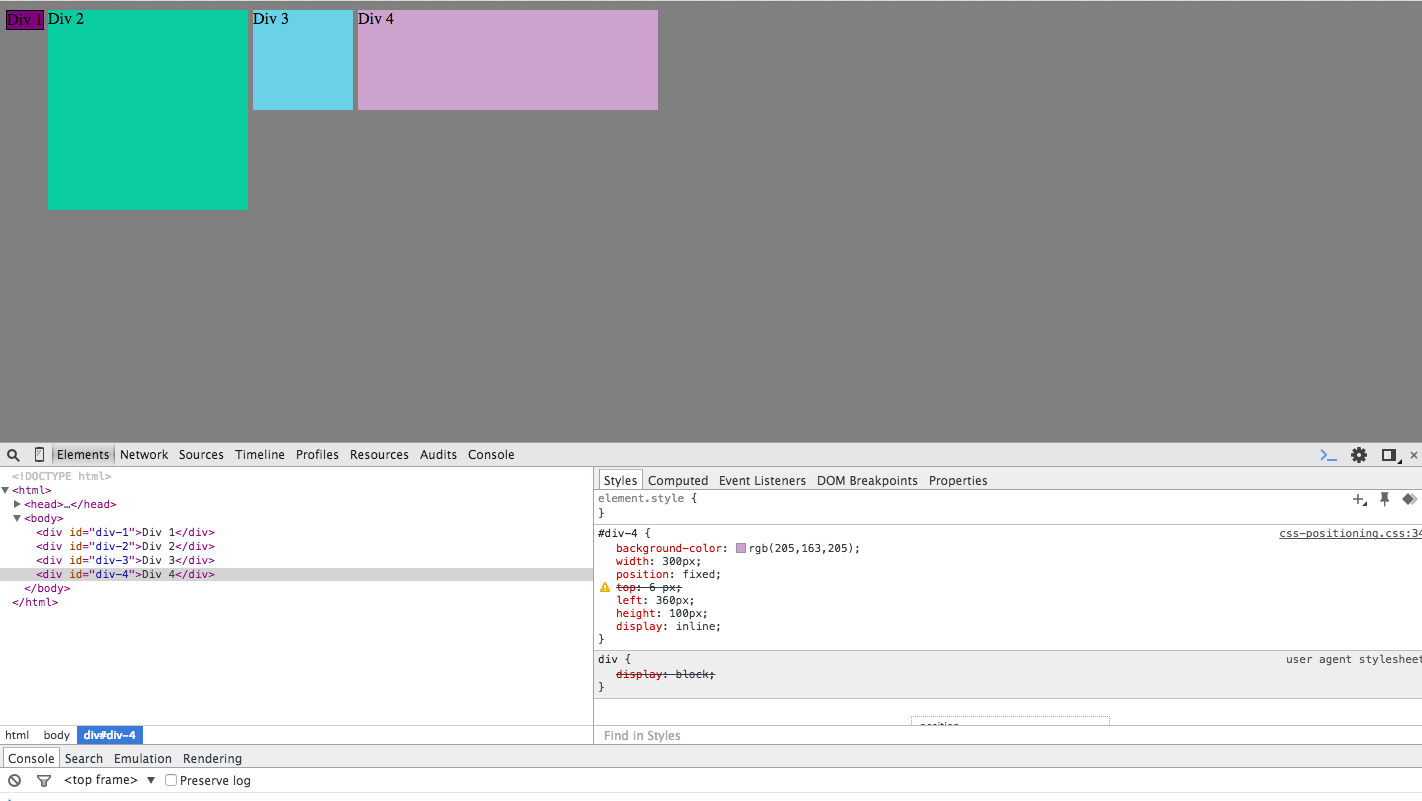 Div 1 Div 2 Div 3 Div 4
Elements Network Sources Timeline Profiles Resources Audits Console
<!DOCTYPE html>
<html>
<head>…</head>
<body>
<div id="div-1">Div 1</div>
<div id="div-2">Div 2</div>
<div id="div-3">Div 3</div>
<div id="div-4">Div 4</div>
</body>
</html>
html body div#div-4
Styles Computed Event Listeners DOM Breakpoints Properties
element.style {
}
#div-4 { css-positioning.css:34
background-color: rgb(205,163,205);
width: 300px;
position: fixed;
top: 6 px;
left: 360px;
height: 100px;
display: inline;
}
div { user agent stylesheet
display: block;
}
position
Find in Styles
Console Search Emulation Rendering
<top frame> ▼ Preserve log